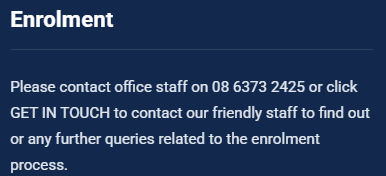 Enrolment
Please contact office staff on 08 6373 2425 or click
GET IN TOUCH to contact our friendly staff to find out
or any further queries related to the enrolment
process.